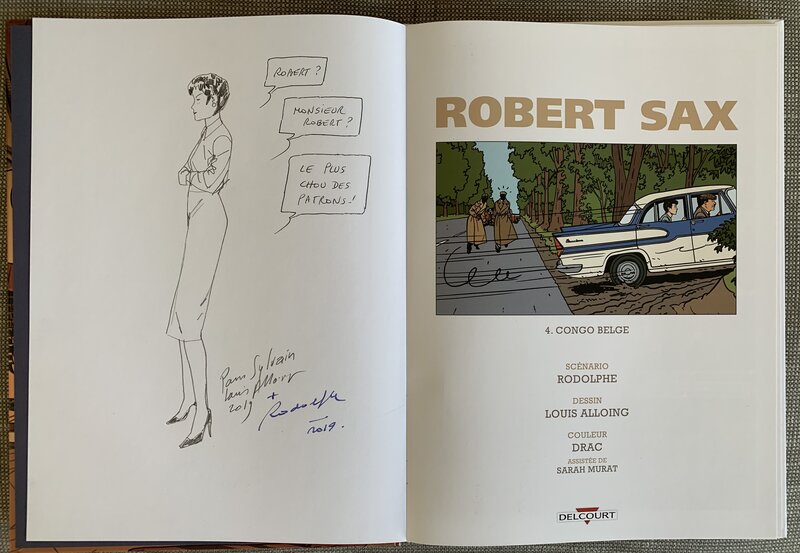 ROBERT ?
MONSIEUR
ROBERT ?
LE PLUS
CHOU DES
PATRONS !
Pour Sylvain
Louis Alloing
2019
+
Rodolphe
2019.
ROBERT SAX
4. CONGO BELGE
SCÉNARIO
RODOLPHE
DESSIN
LOUIS ALLOING
COULEUR
DRAC
ASSISTÉE DE
SARAH MURAT
DELCOURT